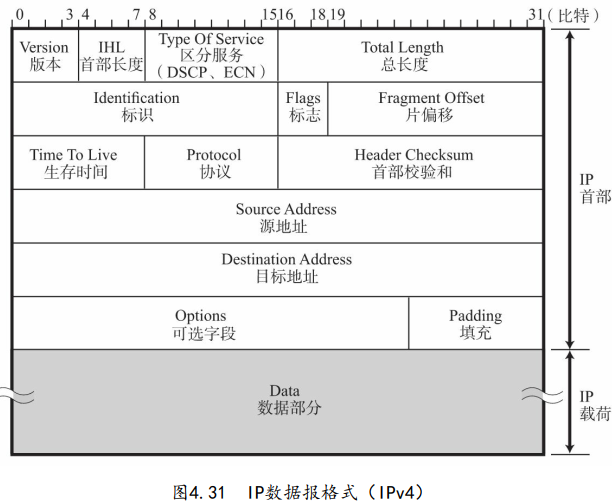 0 3 4 7 8 15 16 18 19 31 (比特)
Version
版本
IHL
首部长度
Type Of Service
区分服务
(DSCP、ECN)
Total Length
总长度
Identification
标识
Flags
标志
Fragment Offset
片偏移
Time To Live
生存时间
Protocol
协议
Header Checksum
首部校验和
Source Address
源地址
Destination Address
目标地址
Options
可选字段
Padding
填充
IP
首部
Data
数据部分
IP
载荷
图4.31 IP数据报格式（IPv4）